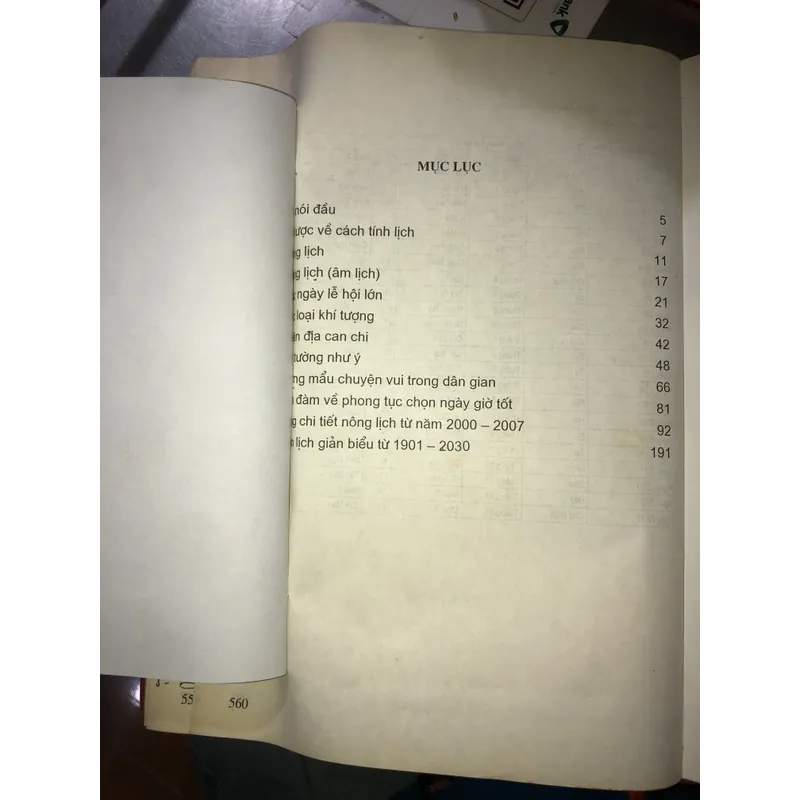 ank
MỤC LỤC
nói đầu 5
lược về cách tính lịch 7
lịch 11
lịch (âm lịch) 17
ngày lễ hội lớn 21
loại khí tượng 32
địa can chi 42
tường như ý 48
mẩu chuyện vui trong dân gian 66
đàm về phong tục chọn ngày giờ tốt 81
chi tiết nông lịch từ năm 2000 – 2007 92
lịch giản biểu từ 1901 – 2030 191
55
560